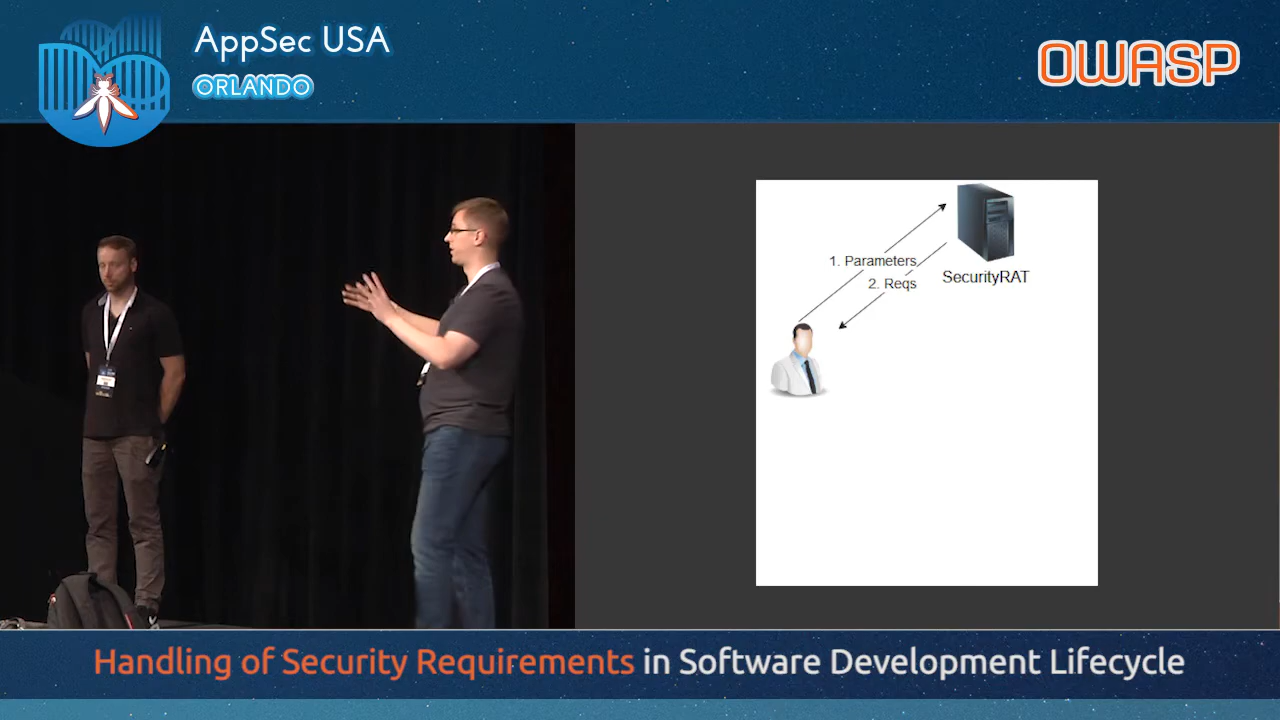 AppSec USA
ORLANDO
OWASP
1. Parameters
2. Reqs
SecurityRAT
Handling of Security Requirements in Software Development Lifecycle